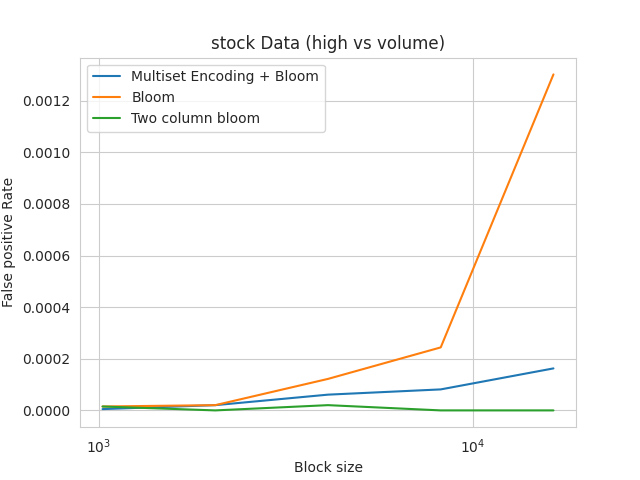 stock Data (high vs volume)
Multiset Encoding + Bloom
Bloom
Two column bloom
False positive Rate
0.0012
0.0010
0.0008
0.0006
0.0004
0.0002
0.0000
10³
10⁴
Block size